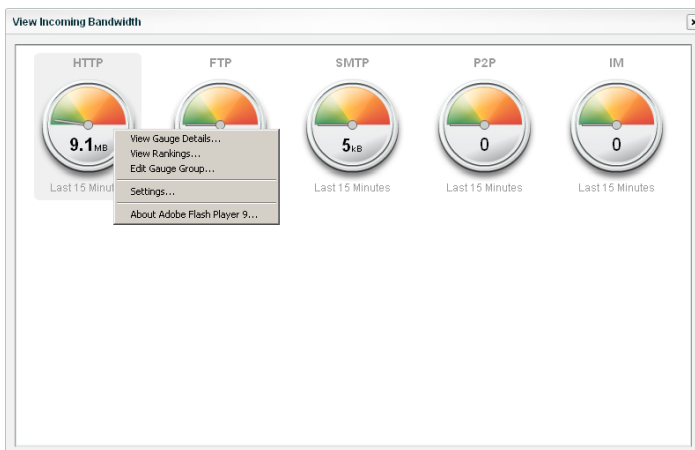 View Incoming Bandwidth
HTTP
FTP
SMTP
P2P
IM
9.1MB
5kB
0
0
Last 15 Minut
Last 15 Minutes
Last 15 Minutes
Last 15 Minutes
View Gauge Details...
View Rankings...
Edit Gauge Group...
Settings...
About Adobe Flash Player 9...